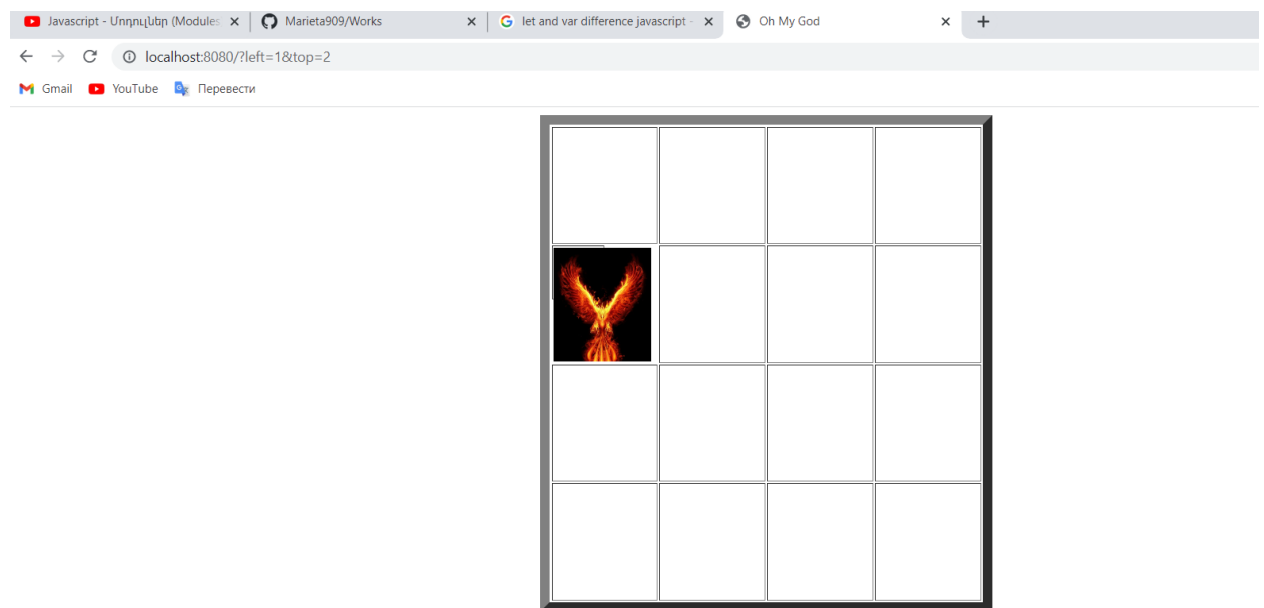 Javascript - Մոդուլներ (Modules
Marieta909/Works
let and var difference javascript -
Oh My God
localhost:8080/?left=1&top=2
Gmail
YouTube
Перевести